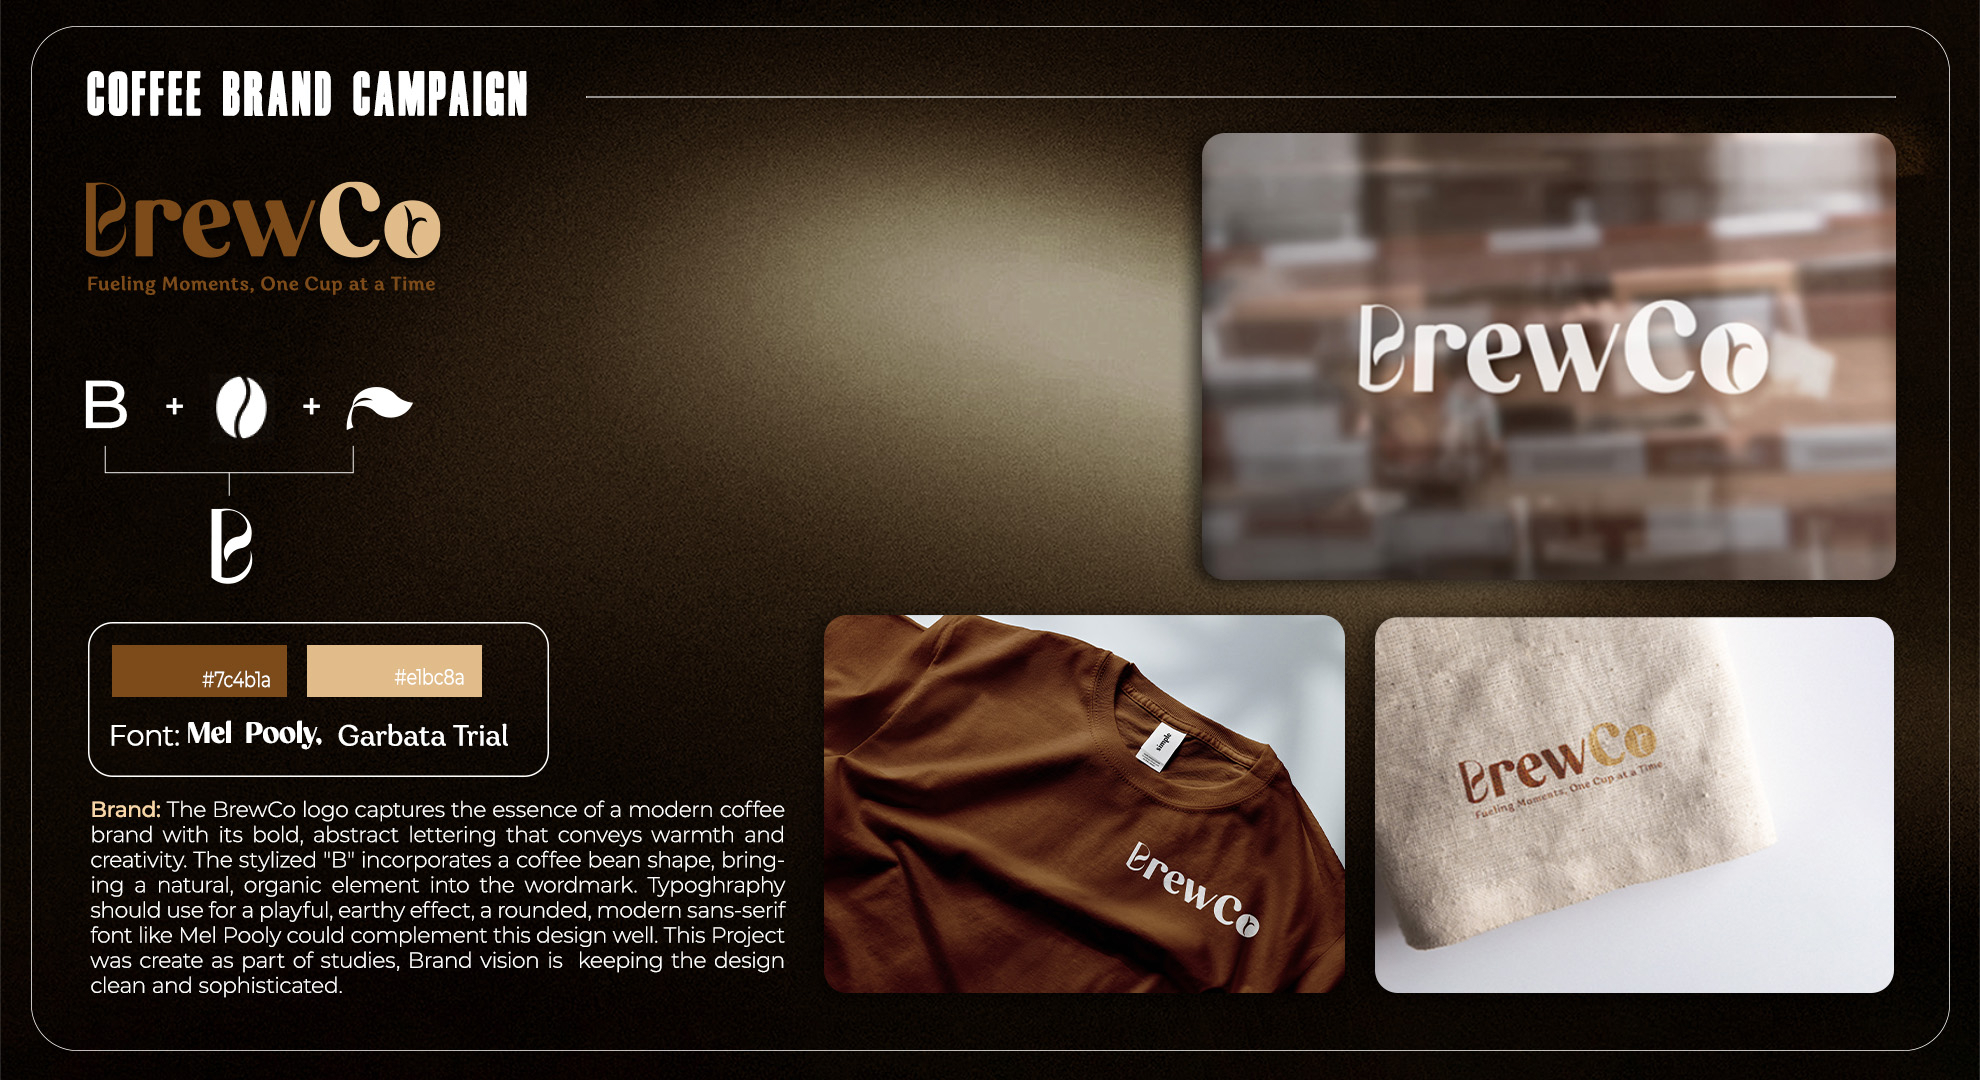 COFFEE BRAND CAMPAIGN
BrewCo
Fueling Moments, One Cup at a Time
B + +
B
#7c4b1a
#e1bc8a
Font: Mel Pooly, Garbata Trial
Brand: The BrewCo logo captures the essence of a modern coffee
brand with its bold, abstract lettering that conveys warmth and
creativity. The stylized "B" incorporates a coffee bean shape, bring-
ing a natural, organic element into the wordmark. Typoghraphy
should use for a playful, earthy effect, a rounded, modern sans-serif
font like Mel Pooly could complement this design well. This Project
was create as part of studies, Brand vision is keeping the design
clean and sophisticated.
BrewCo
simple
BrewCo
BrewCo
Fueling Moments, One Cup at a Time